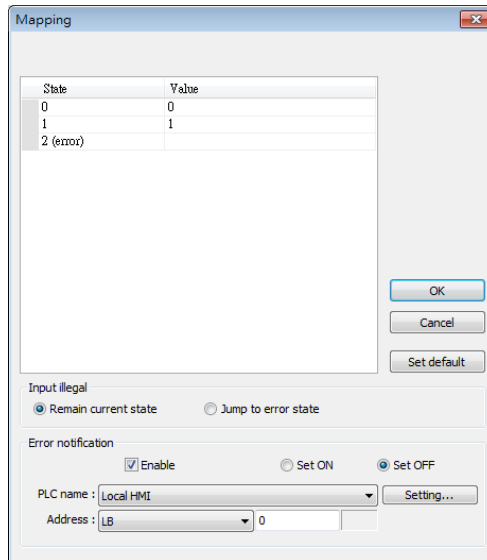 Mapping
State Value
0 0
1 1
2 (error)
OK
Cancel
Set default
Input illegal
Remain current state Jump to error state
Error notification
Enable Set ON Set OFF
PLC name : Local HMI Setting...
Address : LB 0